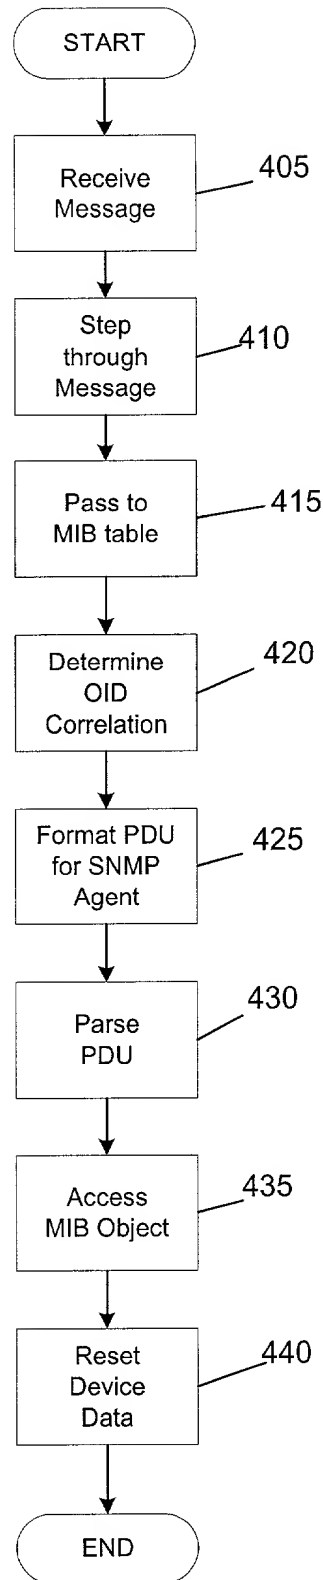 START
Receive
Message
405
Step
through
Message
410
Pass to
MIB table
415
Determine
OID
Correlation
420
Format PDU
for SNMP
Agent
425
Parse
PDU
430
Access
MIB Object
435
Reset
Device
Data
440
END